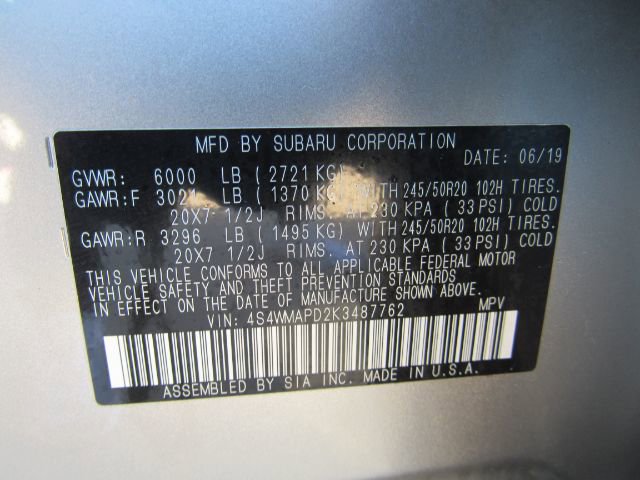 MFD BY SUBARU CORPORATION
DATE: 06/19
GVWR: 6000 LB (2721 KG)
GAWR:F 3021 LB (1370 KG) WITH 245/50R20 102H TIRES.
20X7 1/2J RIMS AT 230 KPA (33 PSI) COLD
GAWR:R 3296 LB (1495 KG) WITH 245/50R20 102H TIRES.
20X7 1/2J RIMS AT 230 KPA (33 PSI) COLD
THIS VEHICLE CONFORMS TO ALL APPLICABLE FEDERAL MOTOR
VEHICLE SAFETY AND THEFT PREVENTION STANDARDS
IN EFFECT ON THE DATE OF MANUFACTURE SHOWN ABOVE.
VIN: 4S4WMAPD2K3487762 MPV
ASSEMBLED BY SIA INC. MADE IN U.S.A.